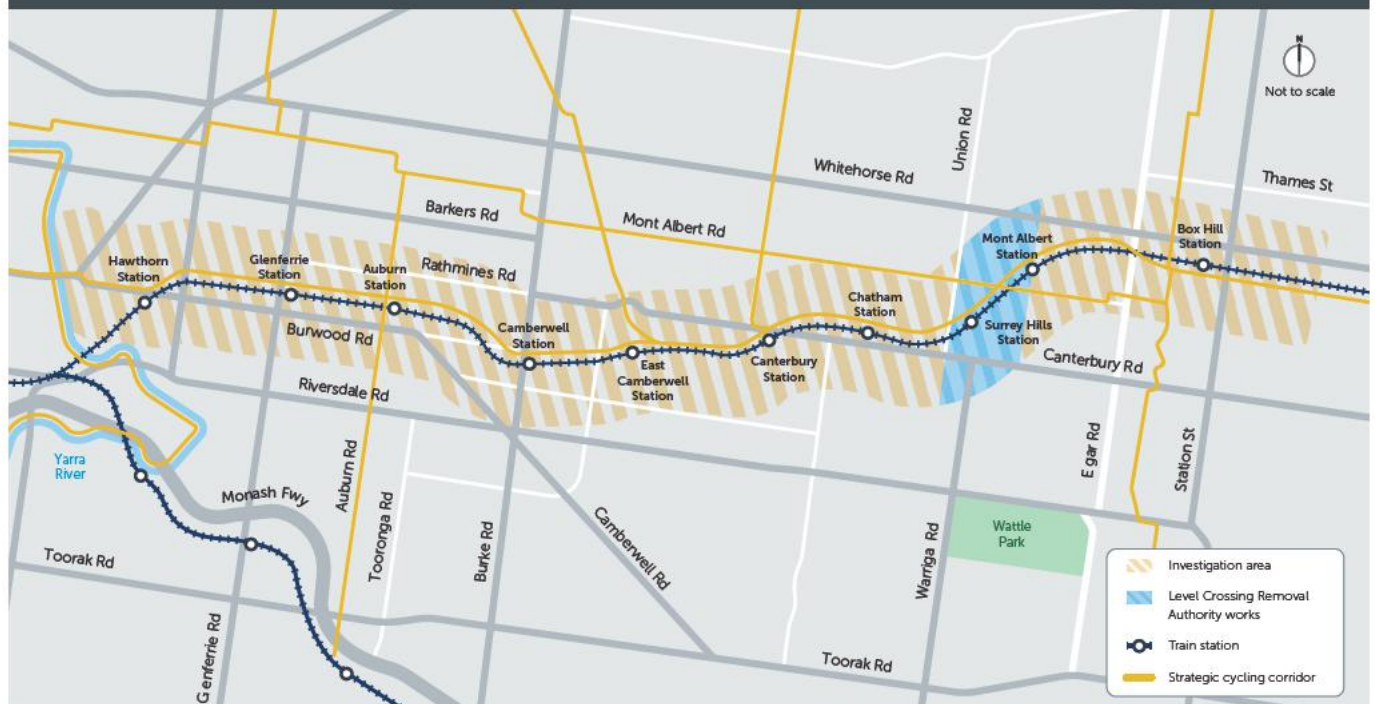 N
Not to scale
Union Rd
Whitehorse Rd
Thames St
Barkers Rd
Mont Albert Rd
Box Hill
Station
Mont Albert
Station
Hawthorn
Station
Glenferrie
Station
Auburn
Station
Rathmines Rd
Chatham
Station
Camberwell
Station
Surrey Hills
Station
Burwood Rd
East
Camberwell
Station
Canterbury
Station
Canterbury Rd
Riversdale Rd
Yarra
River
Monash Fwy
Auburn Rd
Tooronga Rd
Burke Rd
Camberwell Rd
Warriga Rd
E gar Rd
Station St
Wattle
Park
Toorak Rd
G enferrie Rd
Toorak Rd
Investigation area
Level Crossing Removal
Authority works
Train station
Strategic cycling corridor